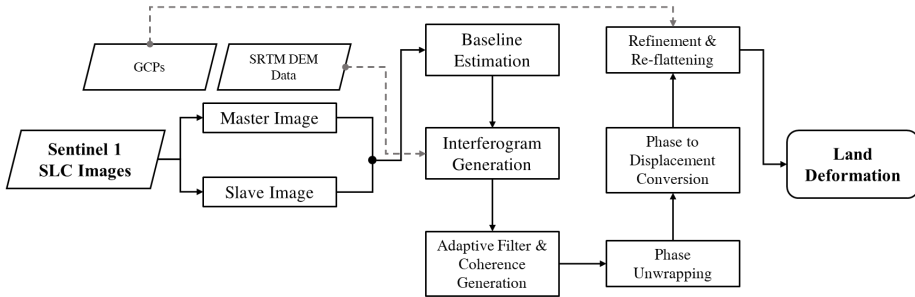 GCPs
SRTM DEM
Data
Sentinel 1
SLC Images
Master Image
Slave Image
Baseline
Estimation
Interferogram
Generation
Adaptive Filter &
Coherence
Generation
Phase
Unwrapping
Phase to
Displacement
Conversion
Refinement &
Re-flattening
Land
Deformation